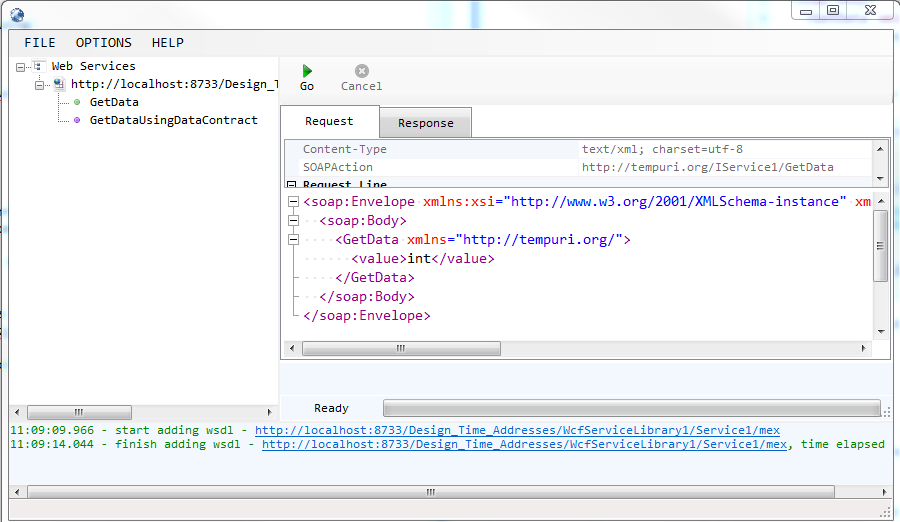 FILE OPTIONS HELP
Web Services
http://localhost:8733/Design_T
GetData
GetDataUsingDataContract
Go Cancel
Request Response
Content-Type text/xml; charset=utf-8
SOAPAction http://tempuri.org/IService1/GetData
Request Line
<soap:Envelope xmlns:xsi="http://www.w3.org/2001/XMLSchema-instance" xm
<soap:Body>
<GetData xmlns="http://tempuri.org/">
<value>int</value>
</GetData>
</soap:Body>
</soap:Envelope>
Ready
11:09:09.966 - start adding wsdl - http://localhost:8733/Design_Time_Addresses/WcfServiceLibrary1/Service1/mex
11:09:14.044 - finish adding wsdl - http://localhost:8733/Design_Time_Addresses/WcfServiceLibrary1/Service1/mex, time elapsed